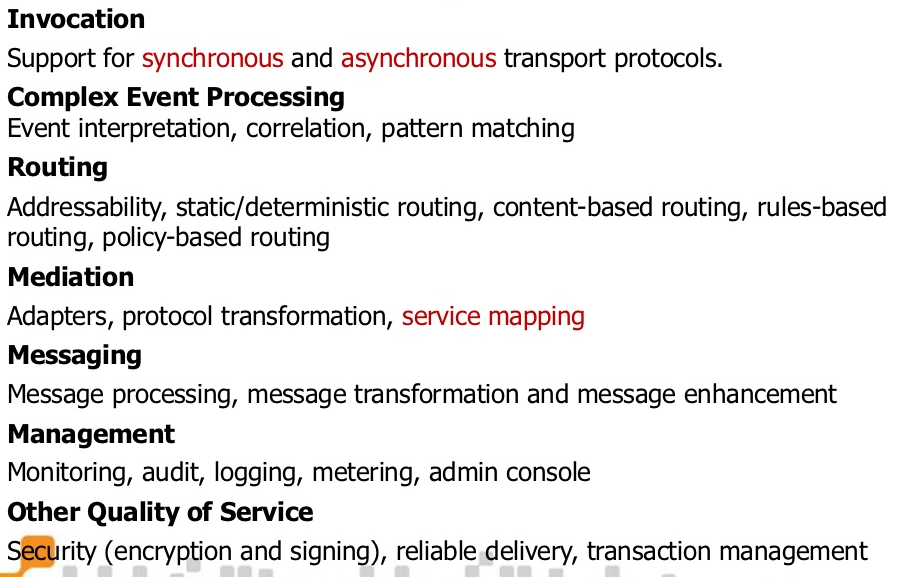 Invocation
Support for synchronous and asynchronous transport protocols.
Complex Event Processing
Event interpretation, correlation, pattern matching
Routing
Addressability, static/deterministic routing, content-based routing, rules-based
routing, policy-based routing
Mediation
Adapters, protocol transformation, service mapping
Messaging
Message processing, message transformation and message enhancement
Management
Monitoring, audit, logging, metering, admin console
Other Quality of Service
Security (encryption and signing), reliable delivery, transaction management